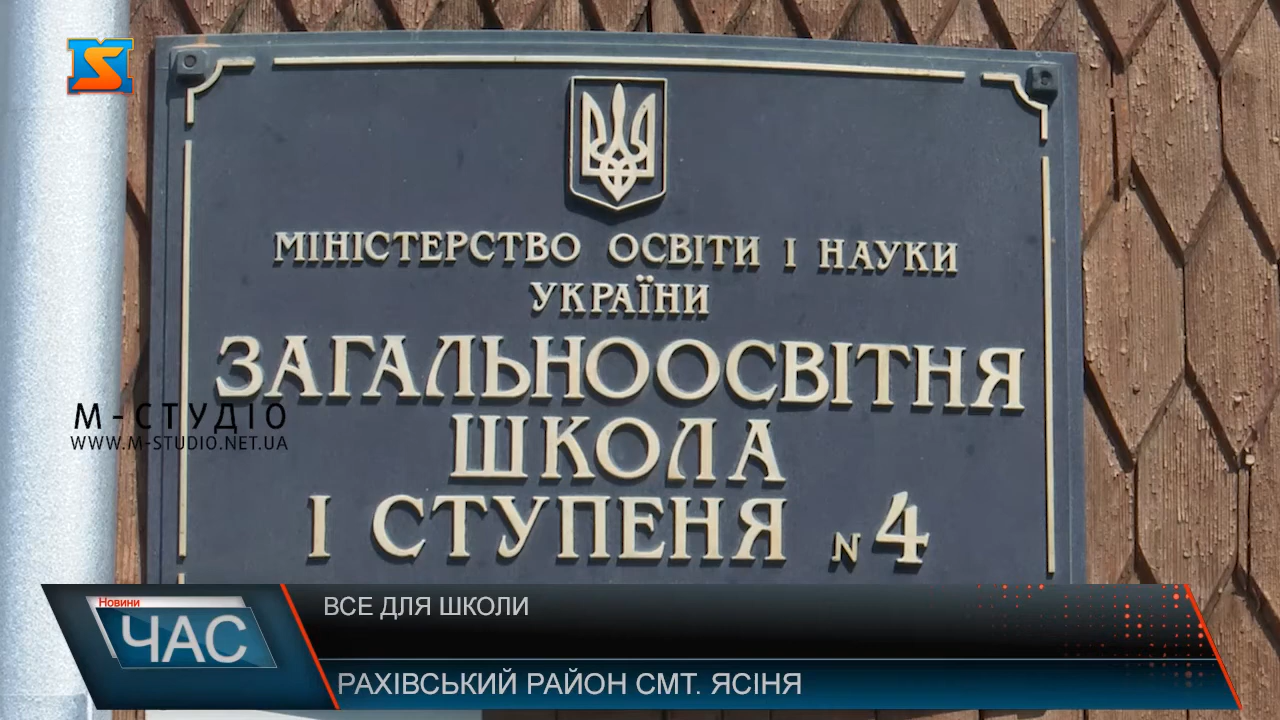 МІНІСТЕРСТВО ОСВІТИ І НАУКИ
УКРАЇНИ
ЗАГАЛЬНООСВІТНЯ
ШКОЛА
І СТУПЕНЯ N 4
М-СТУДІО
WWW.M-STUDIO.NET.UA
Новини
ЧАС
ВСЕ ДЛЯ ШКОЛИ
РАХІВСЬКИЙ РАЙОН СМТ. ЯСІНЯ